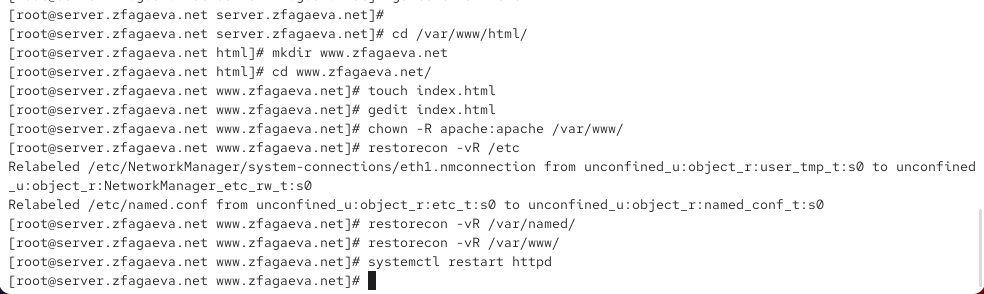 [root@server.zfagaeva.net server.zfagaeva.net]#
[root@server.zfagaeva.net server.zfagaeva.net]# cd /var/www/html/
[root@server.zfagaeva.net html]# mkdir www.zfagaeva.net
[root@server.zfagaeva.net html]# cd www.zfagaeva.net/
[root@server.zfagaeva.net www.zfagaeva.net]# touch index.html
[root@server.zfagaeva.net www.zfagaeva.net]# gedit index.html
[root@server.zfagaeva.net www.zfagaeva.net]# chown -R apache:apache /var/www/
[root@server.zfagaeva.net www.zfagaeva.net]# restorecon -vR /etc
Relabeled /etc/NetworkManager/system-connections/eth1.nmconnection from unconfined_u:object_r:user_tmp_t:s0 to unconfined
_u:object_r:NetworkManager_etc_rw_t:s0
Relabeled /etc/named.conf from unconfined_u:object_r:etc_t:s0 to unconfined_u:object_r:named_conf_t:s0
[root@server.zfagaeva.net www.zfagaeva.net]# restorecon -vR /var/named/
[root@server.zfagaeva.net www.zfagaeva.net]# restorecon -vR /var/www/
[root@server.zfagaeva.net www.zfagaeva.net]# systemctl restart httpd
[root@server.zfagaeva.net www.zfagaeva.net]#